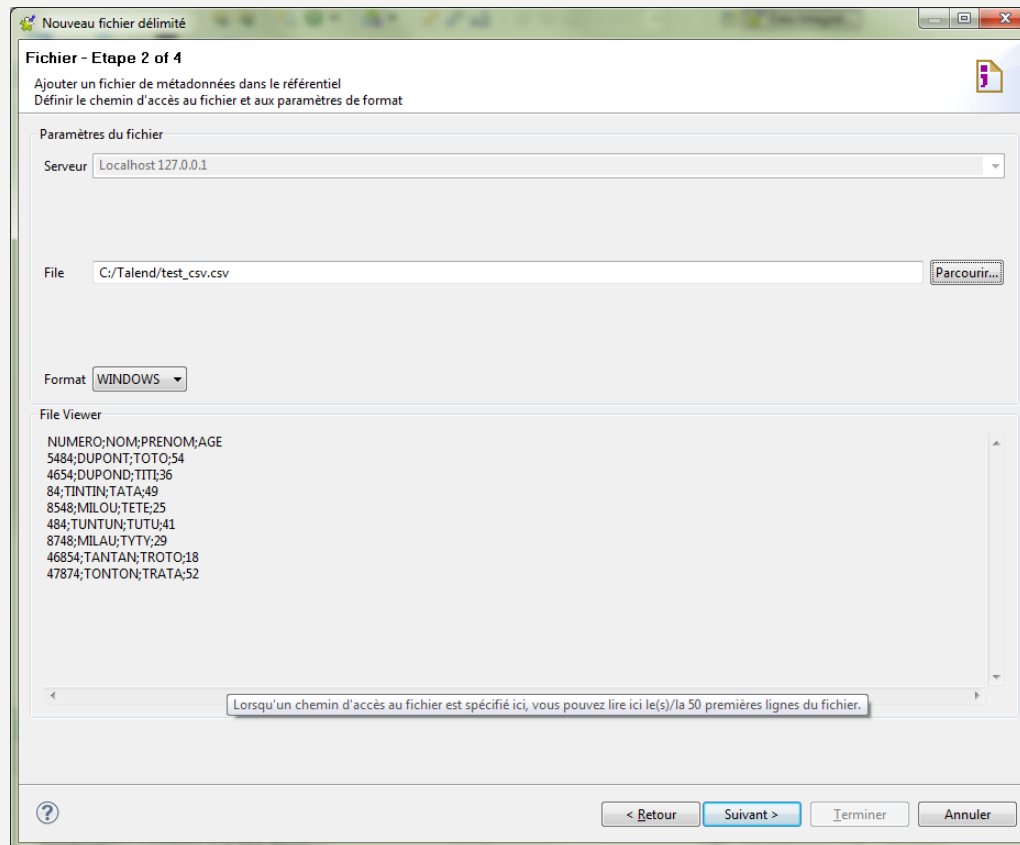 Nouveau fichier délimité
Fichier - Etape 2 of 4
Ajouter un fichier de métadonnées dans le référentiel
Définir le chemin d'accès au fichier et aux paramètres de format
Paramètres du fichier
Serveur Localhost 127.0.0.1
File C:/Talend/test_csv.csv Parcourir...
Format WINDOWS
File Viewer
NUMERO;NOM;PRENOM;AGE
5484;DUPONT;TOTO;54
4654;DUPOND;TITI;36
84;TINTIN;TATA;49
8548;MILOU;TETE;25
484;TUNTUN;TUTU;41
8748;MILAU;TYTY;29
46854;TANTAN;TROTO;18
47874;TONTON;TRATA;52
Lorsqu'un chemin d'accès au fichier est spécifié ici, vous pouvez lire ici le(s)/la 50 premières lignes du fichier.
< Retour Suivant > Terminer Annuler